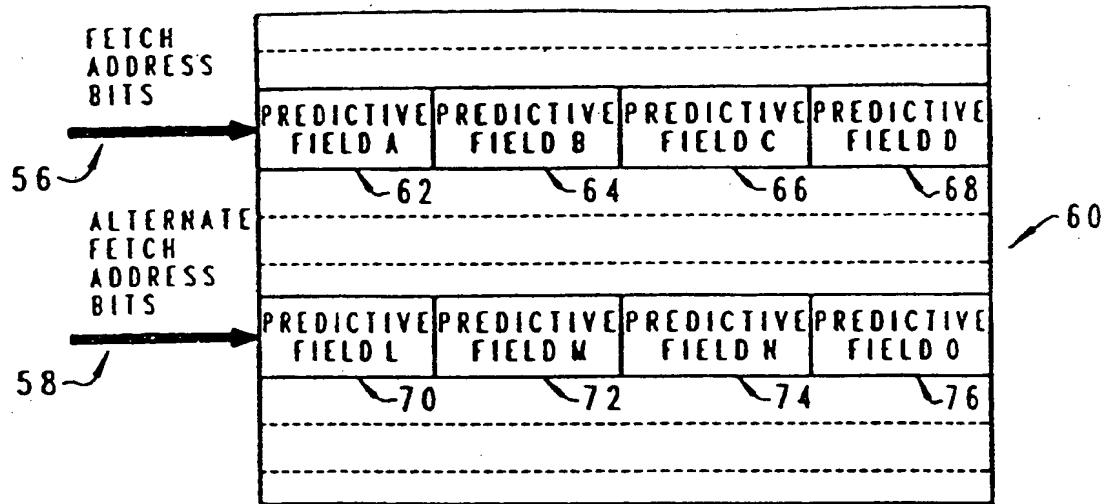 FETCH
ADDRESS
BITS
56
PREDICTIVE FIELD A
PREDICTIVE FIELD B
PREDICTIVE FIELD C
PREDICTIVE FIELD D
62
64
66
68
60
ALTERNATE
FETCH
ADDRESS
BITS
58
PREDICTIVE FIELD L
PREDICTIVE FIELD M
PREDICTIVE FIELD N
PREDICTIVE FIELD O
70
72
74
76